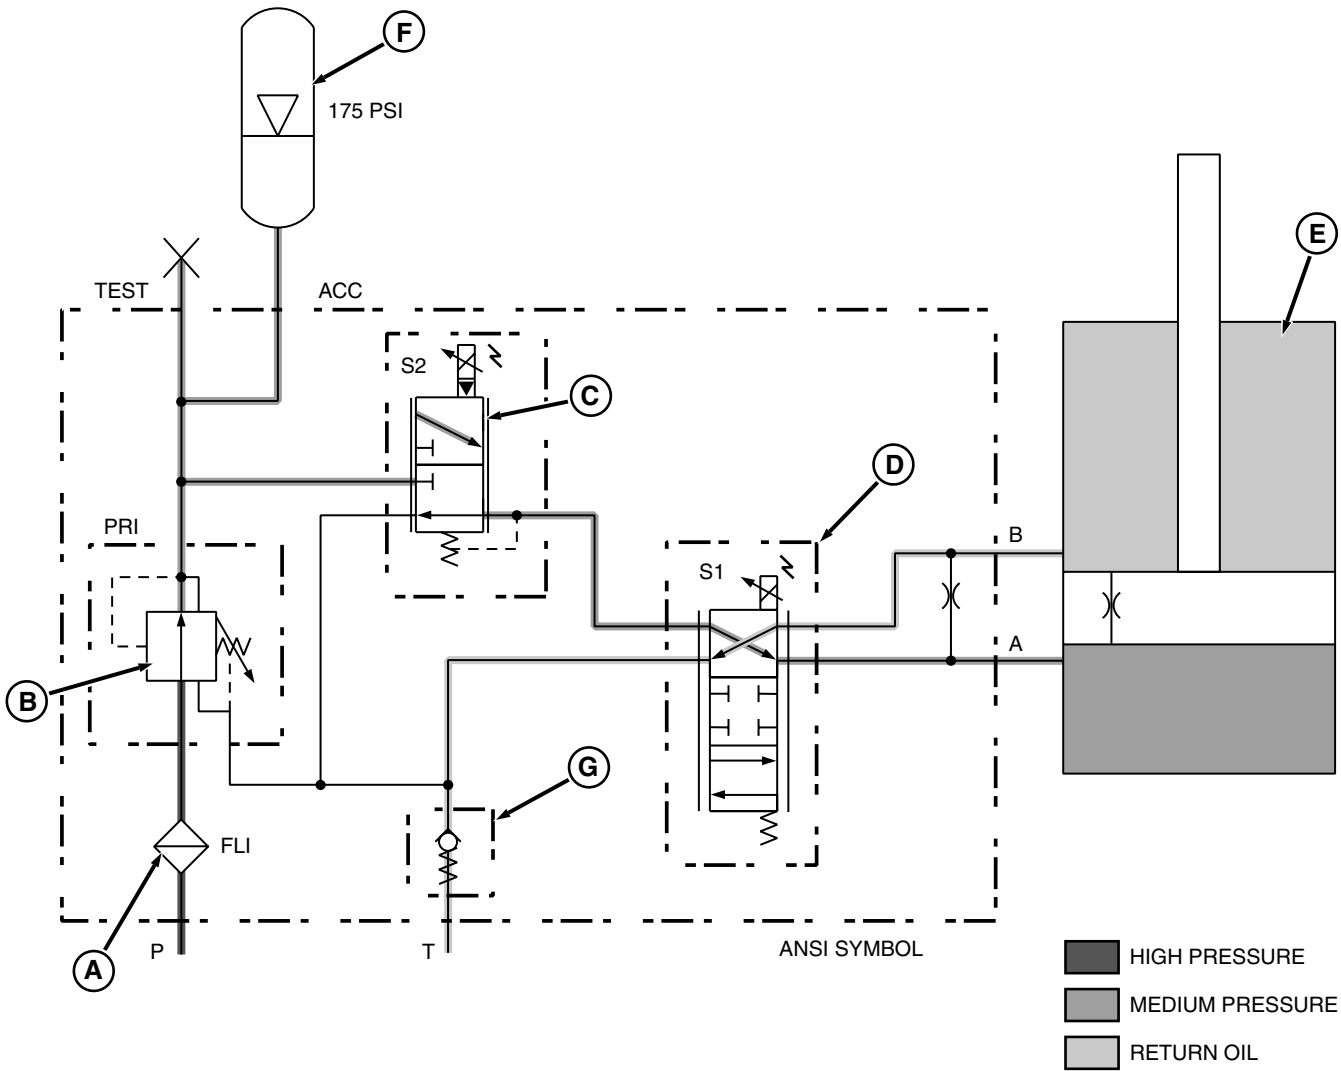 F
175 PSI
E
TEST
ACC
S2
C
D
PRI
B
S1
A
B
G
FLI
P
T
ANSI SYMBOL
A
HIGH PRESSURE
MEDIUM PRESSURE
RETURN OIL